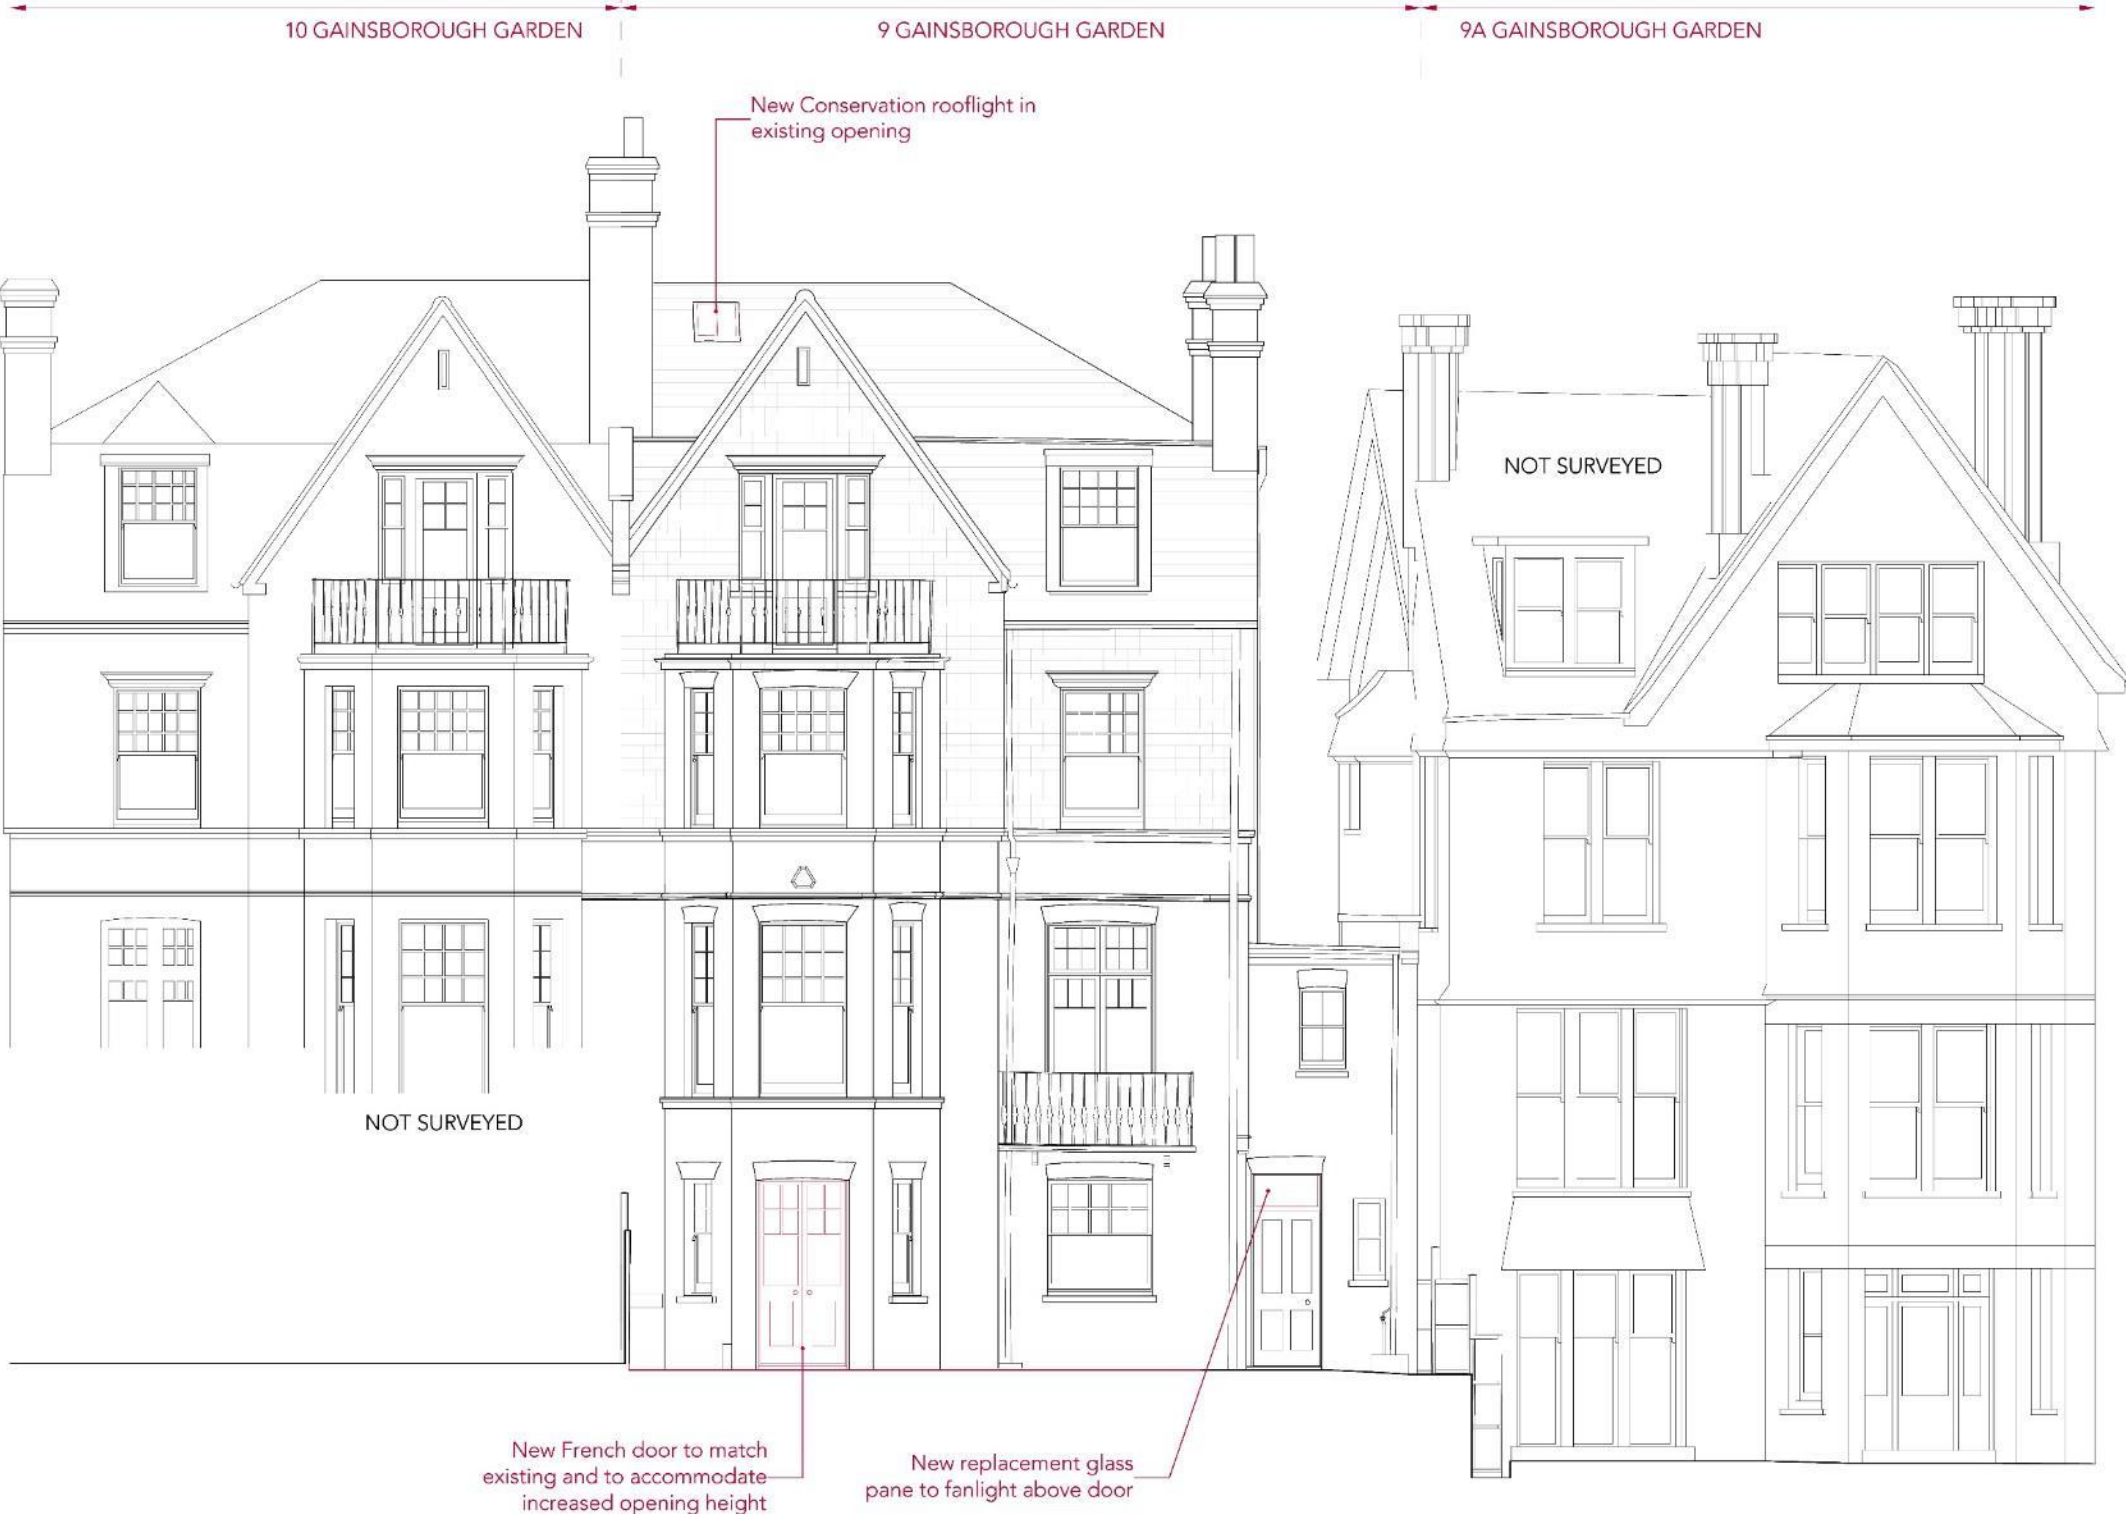 10 GAINSBOROUGH GARDEN
9 GAINSBOROUGH GARDEN
9A GAINSBOROUGH GARDEN
New Conservation rooflight in
existing opening
NOT SURVEYED
NOT SURVEYED
New French door to match
existing and to accommodate
increased opening height
New replacement glass
pane to fanlight above door